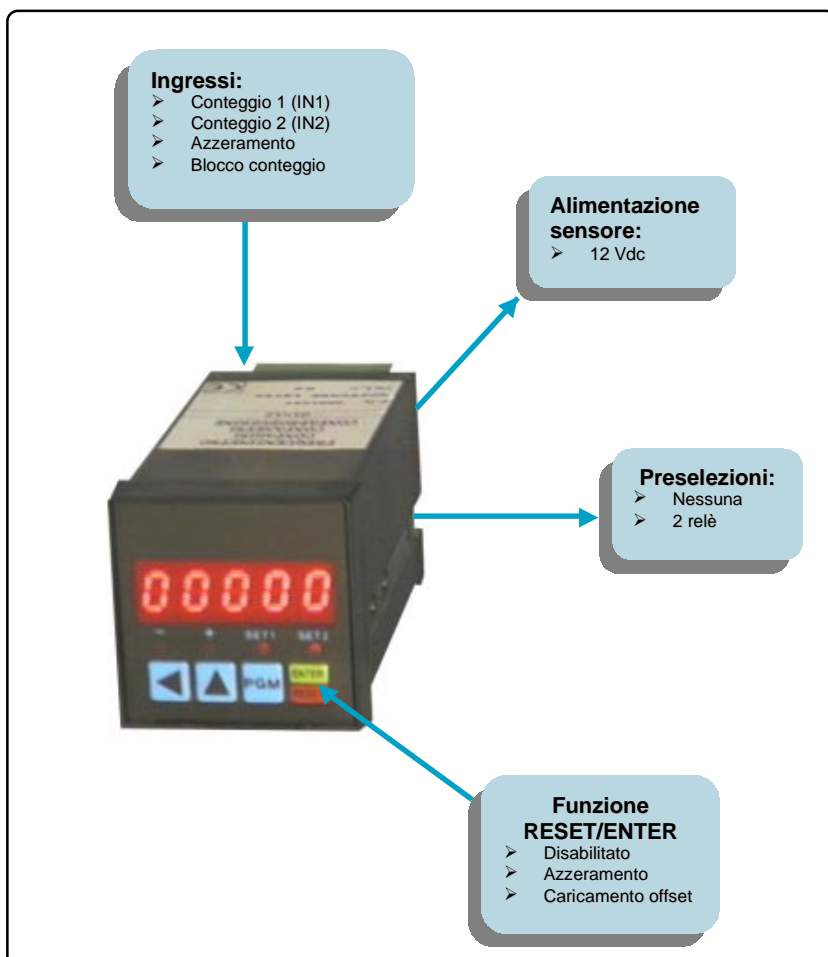 Ingressi:
➢ Conteggio 1 (IN1)
➢ Conteggio 2 (IN2)
➢ Azzeramento
➢ Blocco conteggio
Alimentazione
sensore:
➢ 12 Vdc
Preselezioni:
➢ Nessuna
➢ 2 relè
00000
- + SET1 SET2
PGM ENTER
Funzione
RESET/ENTER
➢ Disabilitato
➢ Azzeramento
➢ Caricamento offset